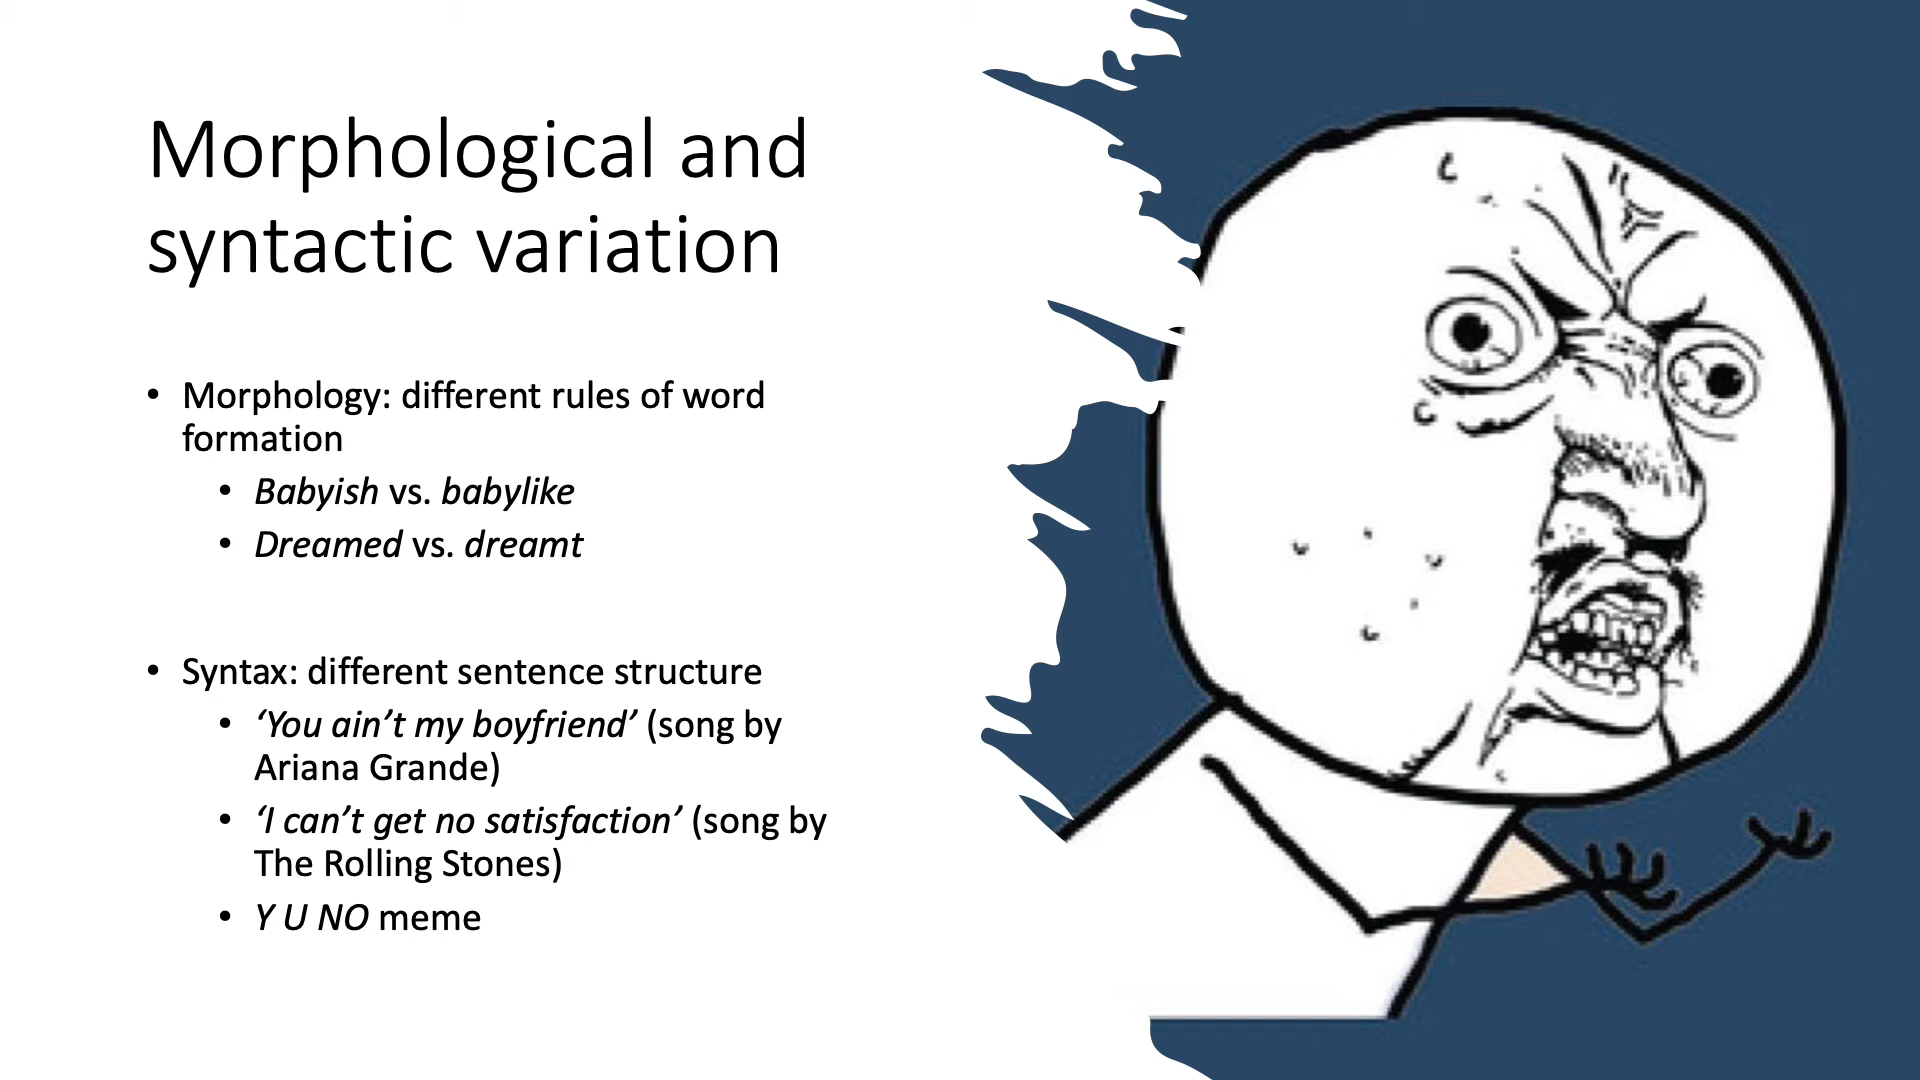 Morphological and
syntactic variation
• Morphology: different rules of word
formation
• Babyish vs. babylike
• Dreamed vs. dreamt
• Syntax: different sentence structure
• ‘You ain’t my boyfriend’ (song by
Ariana Grande)
• ‘I can’t get no satisfaction’ (song by
The Rolling Stones)
• Y U NO meme